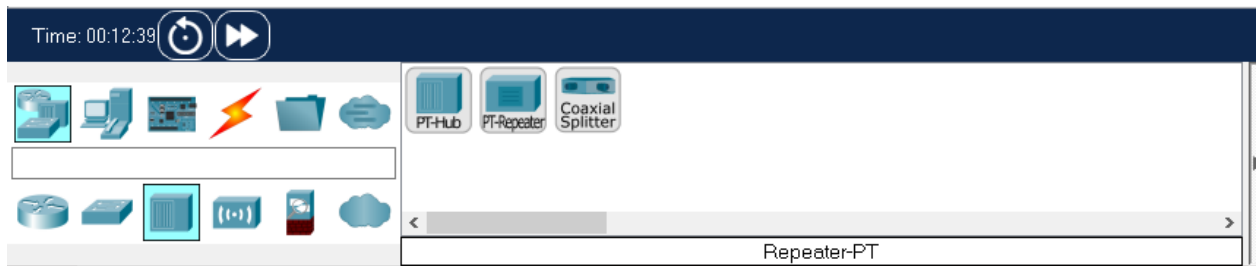 Time: 00:12:39
PT-Hub
PT-Repeater
Coaxial
Splitter
Repeater-PT